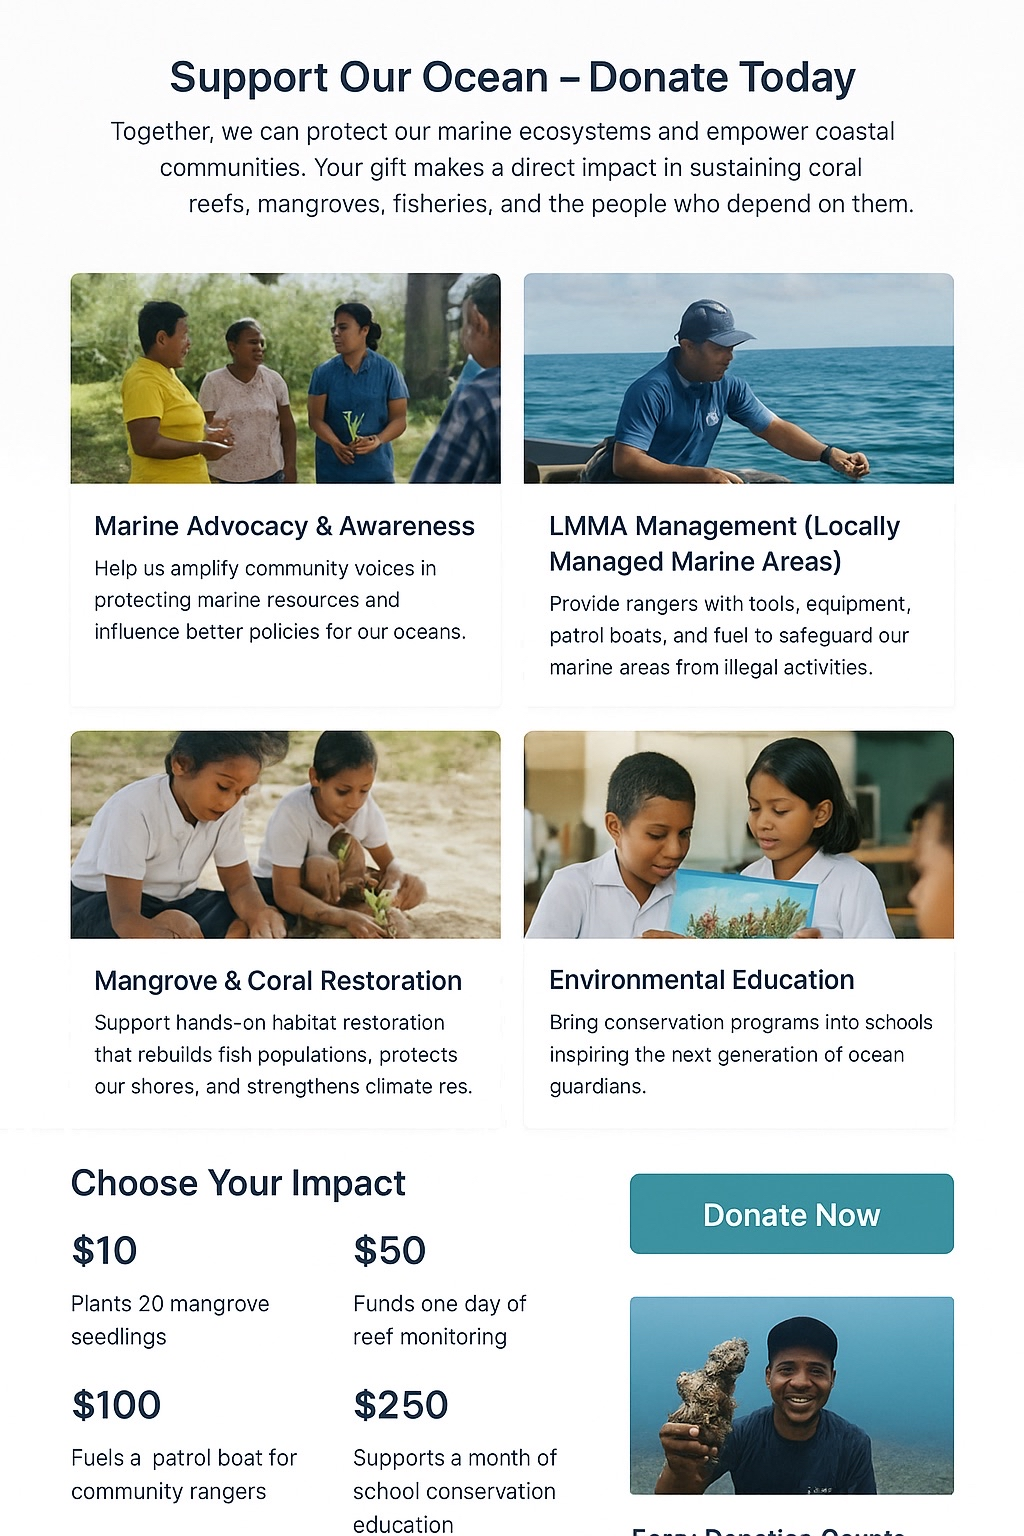 Support Our Ocean – Donate Today
Together, we can protect our marine ecosystems and empower coastal
communities. Your gift makes a direct impact in sustaining coral
reefs, mangroves, fisheries, and the people who depend on them.
Marine Advocacy & Awareness
Help us amplify community voices in
protecting marine resources and
influence better policies for our oceans.
LMMA Management (Locally
Managed Marine Areas)
Provide rangers with tools, equipment,
patrol boats, and fuel to safeguard our
marine areas from illegal activities.
Mangrove & Coral Restoration
Support hands-on habitat restoration
that rebuilds fish populations, protects
our shores, and strengthens climate res.
Environmental Education
Bring conservation programs into schools
inspiring the next generation of ocean
guardians.
Choose Your Impact
$10
Plants 20 mangrove
seedlings
$50
Funds one day of
reef monitoring
$100
Fuels a patrol boat for
community rangers
$250
Supports a month of
school conservation
education
Donate Now
Donation Counts